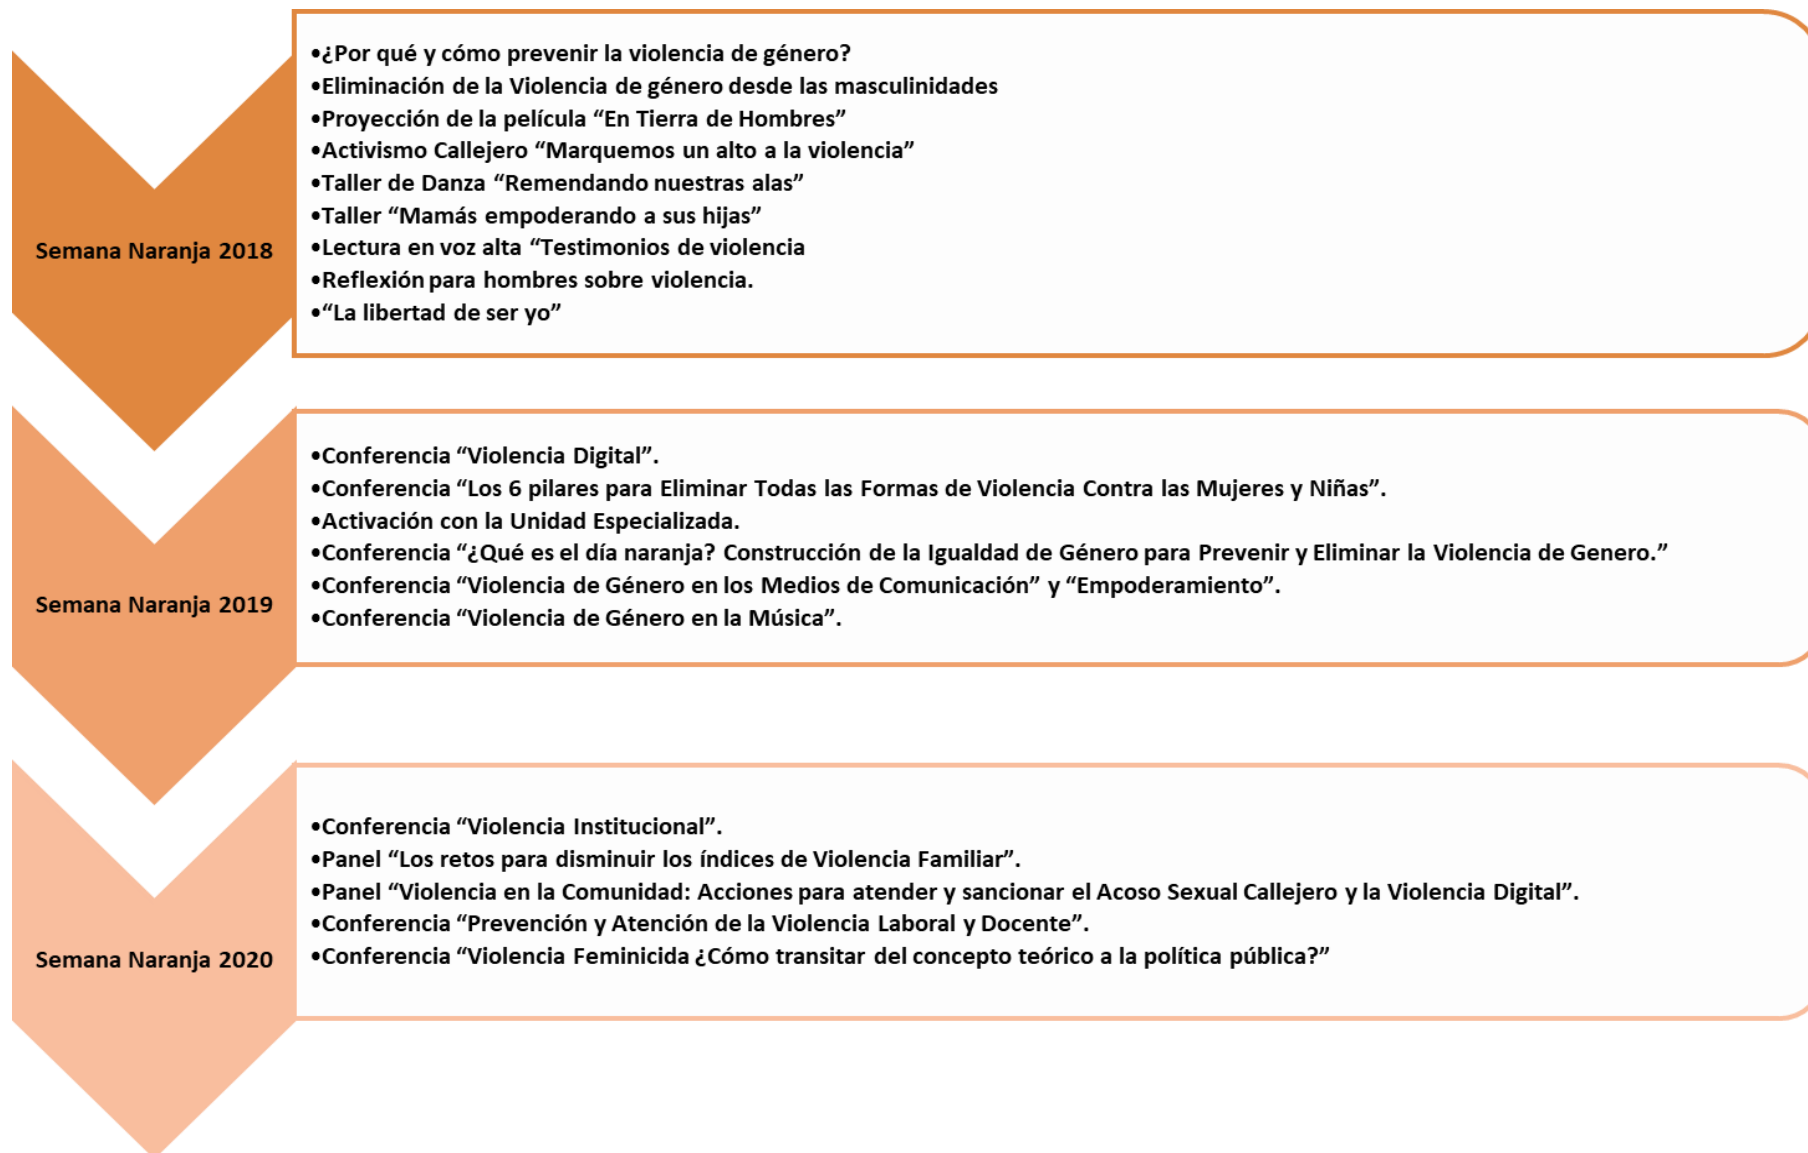 Semana Naranja 2018
•¿Por qué y cómo prevenir la violencia de género?
•Eliminación de la Violencia de género desde las masculinidades
•Proyección de la película “En Tierra de Hombres”
•Activismo Callejero “Marquemos un alto a la violencia”
•Taller de Danza “Remendando nuestras alas”
•Taller “Mamás empoderando a sus hijas”
•Lectura en voz alta “Testimonios de violencia
•Reflexión para hombres sobre violencia.
•“La libertad de ser yo”
Semana Naranja 2019
•Conferencia “Violencia Digital”.
•Conferencia “Los 6 pilares para Eliminar Todas las Formas de Violencia Contra las Mujeres y Niñas”.
•Activación con la Unidad Especializada.
•Conferencia “¿Qué es el día naranja? Construcción de la Igualdad de Género para Prevenir y Eliminar la Violencia de Genero.”
•Conferencia “Violencia de Género en los Medios de Comunicación” y “Empoderamiento”.
•Conferencia “Violencia de Género en la Música”.
Semana Naranja 2020
•Conferencia “Violencia Institucional”.
•Panel “Los retos para disminuir los índices de Violencia Familiar”.
•Panel “Violencia en la Comunidad: Acciones para atender y sancionar el Acoso Sexual Callejero y la Violencia Digital”.
•Conferencia “Prevención y Atención de la Violencia Laboral y Docente”.
•Conferencia “Violencia Feminicida ¿Cómo transitar del concepto teórico a la política pública?”